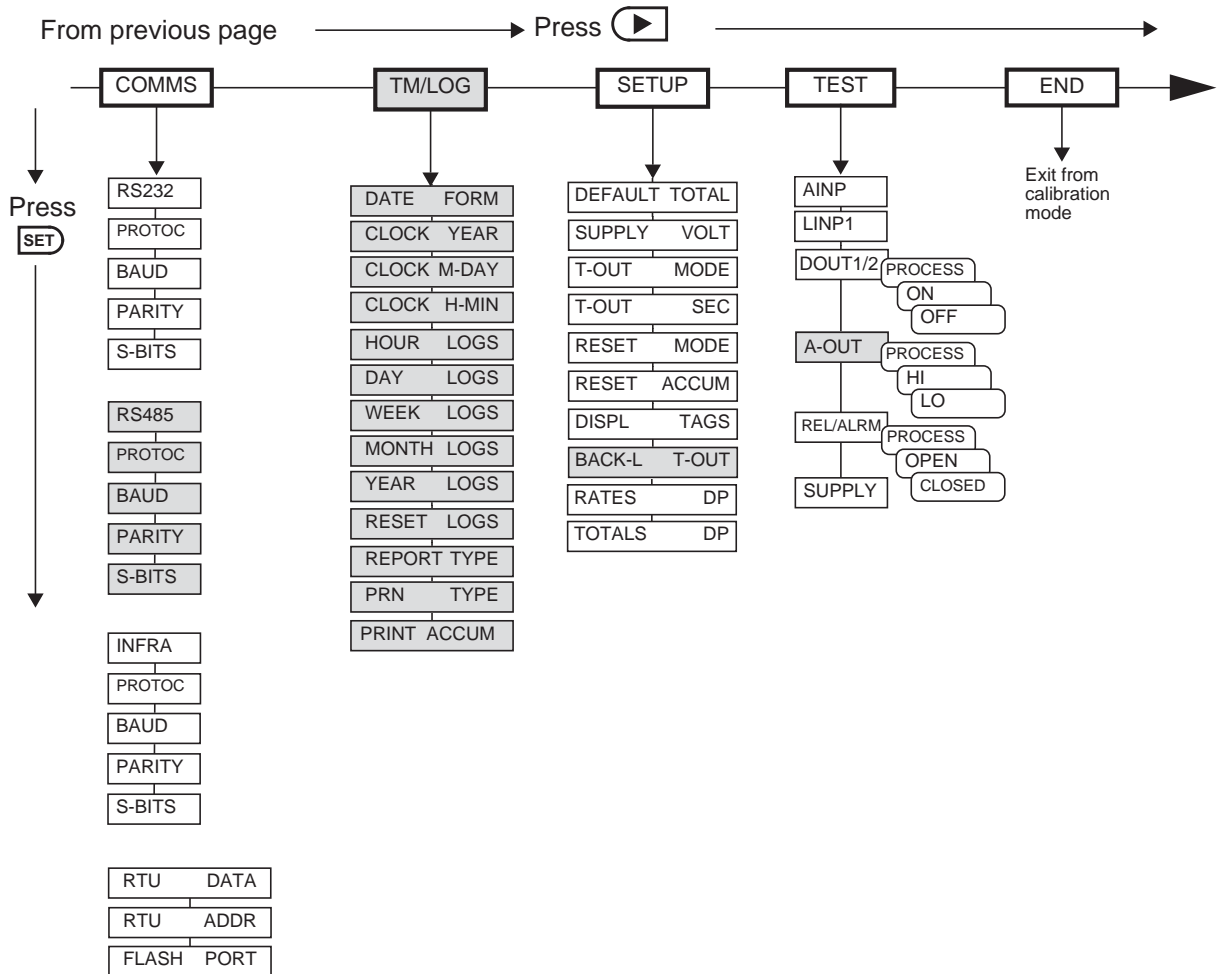 From previous page
Press
COMMS
TM/LOG
SETUP
TEST
END
Press
SET
RS232
PROTOC
BAUD
PARITY
S-BITS
RS485
PROTOC
BAUD
PARITY
S-BITS
INFRA
PROTOC
BAUD
PARITY
S-BITS
RTU DATA
RTU ADDR
FLASH PORT
DATE FORM
CLOCK YEAR
CLOCK M-DAY
CLOCK H-MIN
HOUR LOGS
DAY LOGS
WEEK LOGS
MONTH LOGS
YEAR LOGS
RESET LOGS
REPORT TYPE
PRN TYPE
PRINT ACCUM
DEFAULT TOTAL
SUPPLY VOLT
T-OUT MODE
T-OUT SEC
RESET MODE
RESET ACCUM
DISPL TAGS
BACK-L T-OUT
RATES DP
TOTALS DP
AINP
LINP1
DOUT1/2
PROCESS
ON
OFF
A-OUT
PROCESS
HI
LO
REL/ALRM
PROCESS
OPEN
CLOSED
SUPPLY
Exit from
calibration
mode